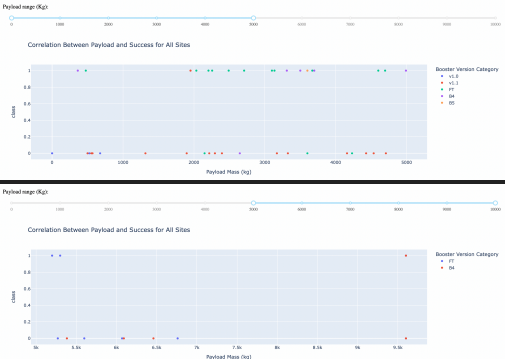 Payload range (Kg):
0 1000 2000 3000 4000 5000 6000 7000 8000 9000 10000
Correlation Between Payload and Success for All Sites
Booster Version Category
v1.0
v1.1
FT
B4
B5
1
0.8
0.6
0.4
0.2
0
class
0 1000 2000 3000 4000 5000
Payload Mass (kg)
Payload range (Kg):
0 1000 2000 3000 4000 5000 6000 7000 8000 9000 10000
Correlation Between Payload and Success for All Sites
Booster Version Category
FT
B4
1
0.8
0.6
0.4
0.2
0
class
5k 5.5k 6k 6.5k 7k 7.5k 8k 8.5k 9k 9.5k
Payload Mass (kg)